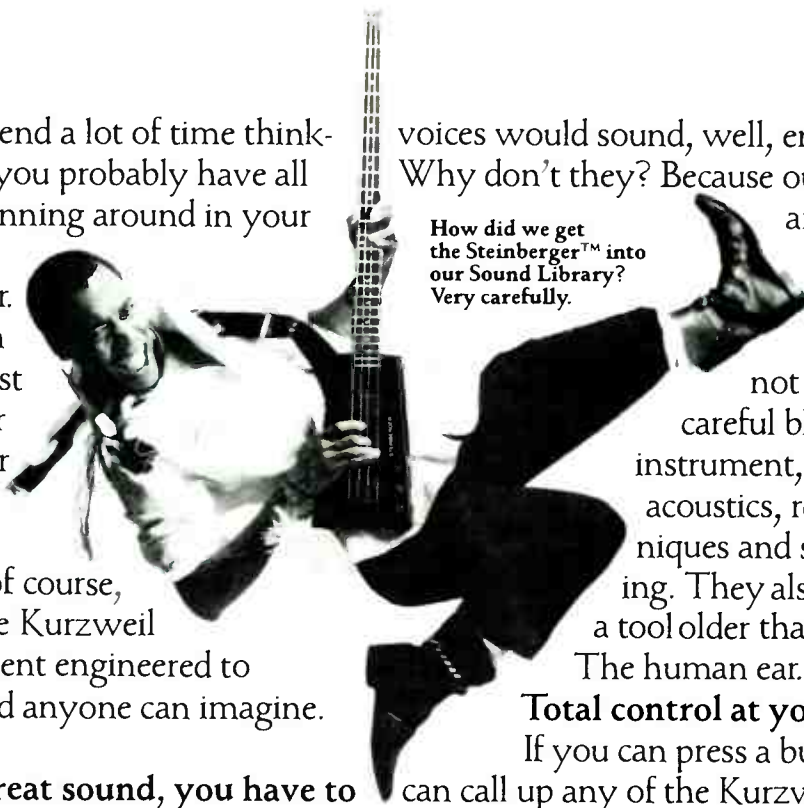 end a lot of time think-
you probably have all
nning around in your
r.
n
st
r
r
of course,
e Kurzweil
ent engineered to
d anyone can imagine.
reat sound, you have to
How did we get
the Steinberger™ into
our Sound Library?
Very carefully.
voices would sound, well, er
Why don't they? Because ou
ar
not
careful bl
instrument,
acoustics, re
niques and s
ing. They als
a tool older tha
The human ear.
Total control at yo
If you can press a bu
can call up any of the Kurzw